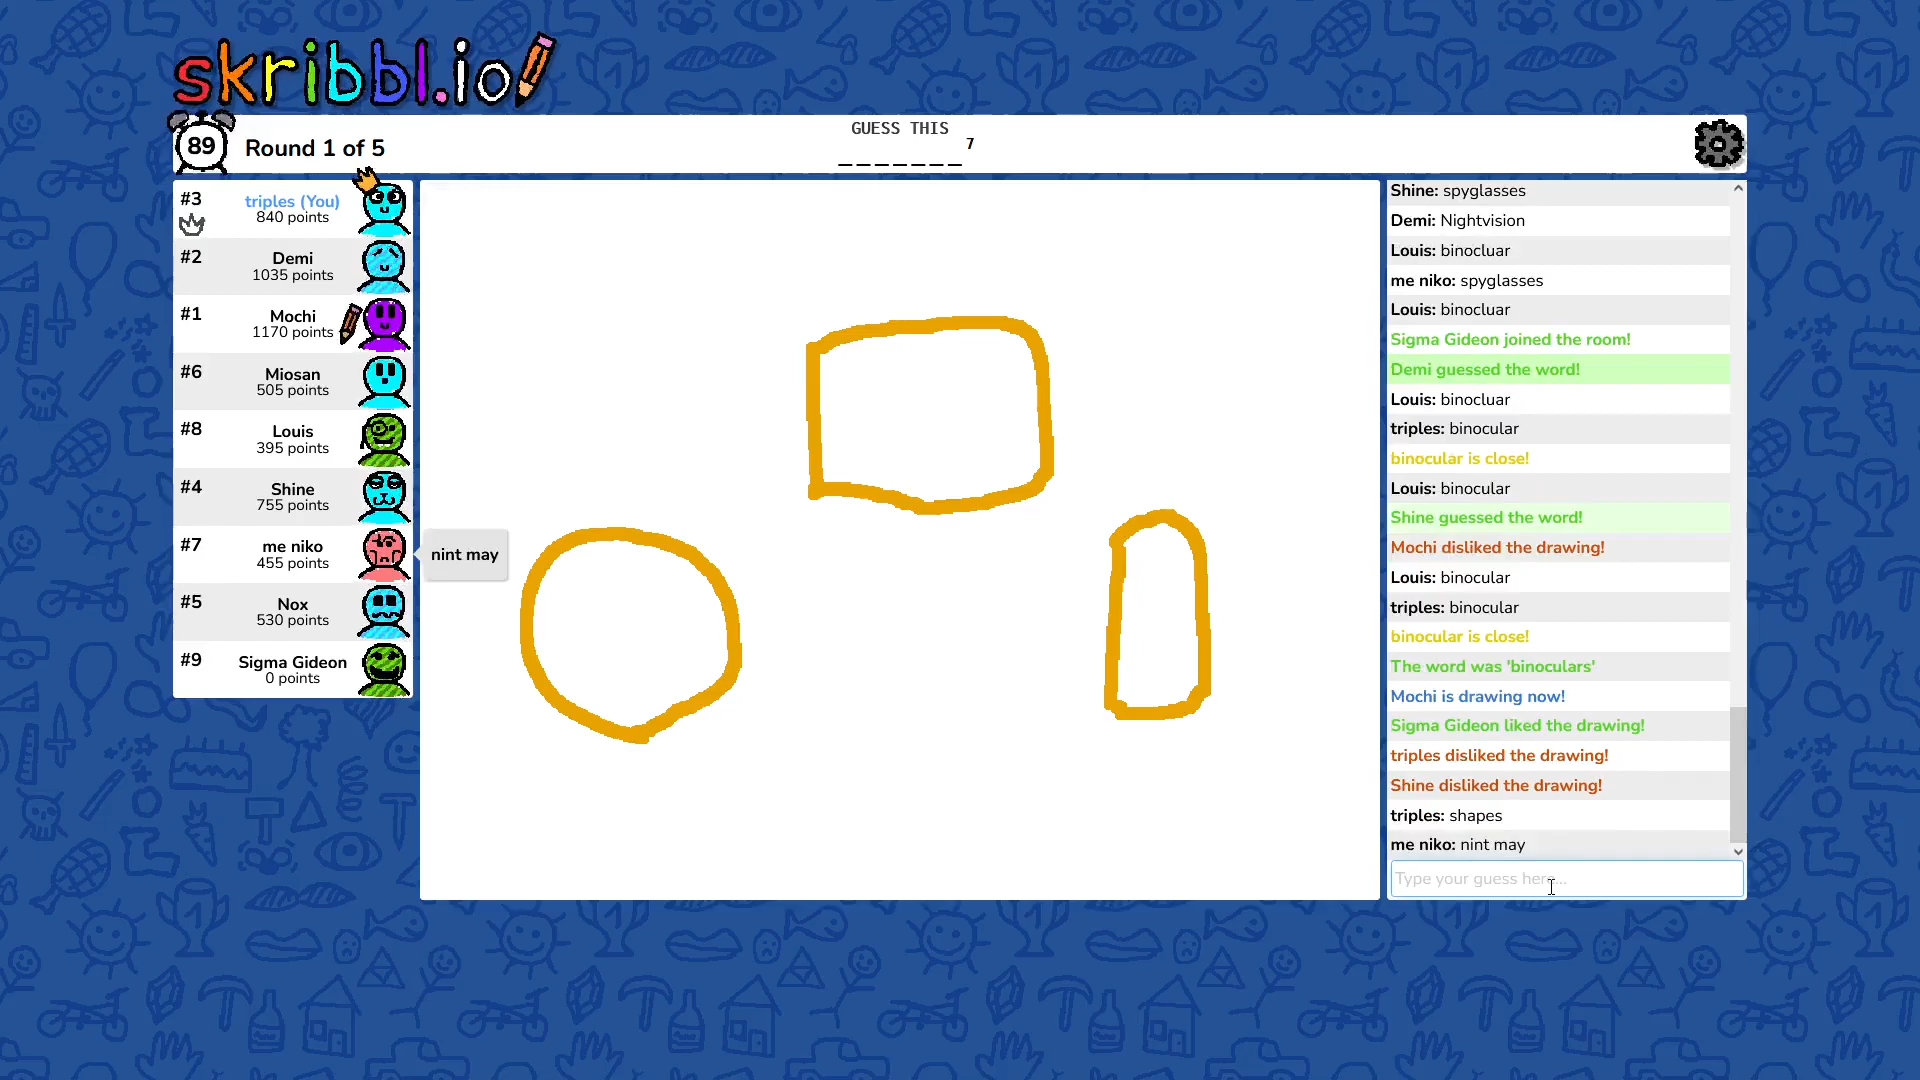 skribbl.io
89
Round 1 of 5
GUESS THIS
_______ 7
#3
triples (You)
840 points
#2
Demi
1035 points
#1
Mochi
1170 points
#6
Miosan
505 points
#8
Louis
395 points
#4
Shine
755 points
#7
me niko
455 points
nint may
#5
Nox
530 points
#9
Sigma Gideon
0 points
Shine: spyglasses
Demi: Nightvision
Louis: binocluar
me niko: spyglasses
Louis: binocluar
Sigma Gideon joined the room!
Demi guessed the word!
Louis: binocluar
triples: binocular
binocular is close!
Louis: binocular
Shine guessed the word!
Mochi disliked the drawing!
Louis: binocular
triples: binocular
binocular is close!
The word was 'binoculars'
Mochi is drawing now!
Sigma Gideon liked the drawing!
triples disliked the drawing!
Shine disliked the drawing!
triples: shapes
me niko: nint may
Type your guess here...